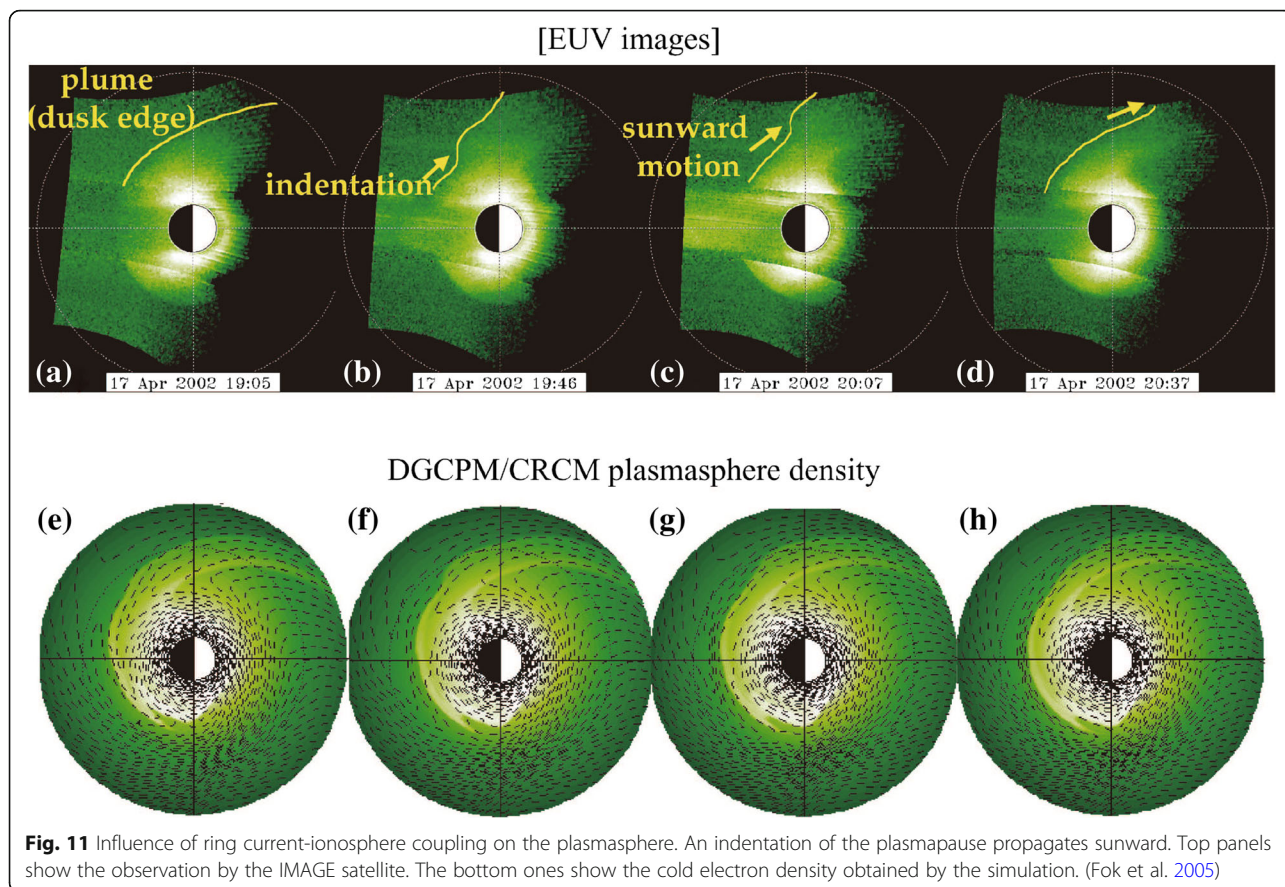 [EUV images]
plume
(dusk edge)
indentation
sunward
motion
(a)
17 Apr 2002 19:05
(b)
17 Apr 2002 19:46
(c)
17 Apr 2002 20:07
(d)
17 Apr 2002 20:37
DGCPM/CRCM plasmasphere density
(e)
(f)
(g)
(h)
Fig. 11 Influence of ring current-ionosphere coupling on the plasmasphere. An indentation of the plasmapause propagates sunward. Top panels
show the observation by the IMAGE satellite. The bottom ones show the cold electron density obtained by the simulation. (Fok et al. 2005)